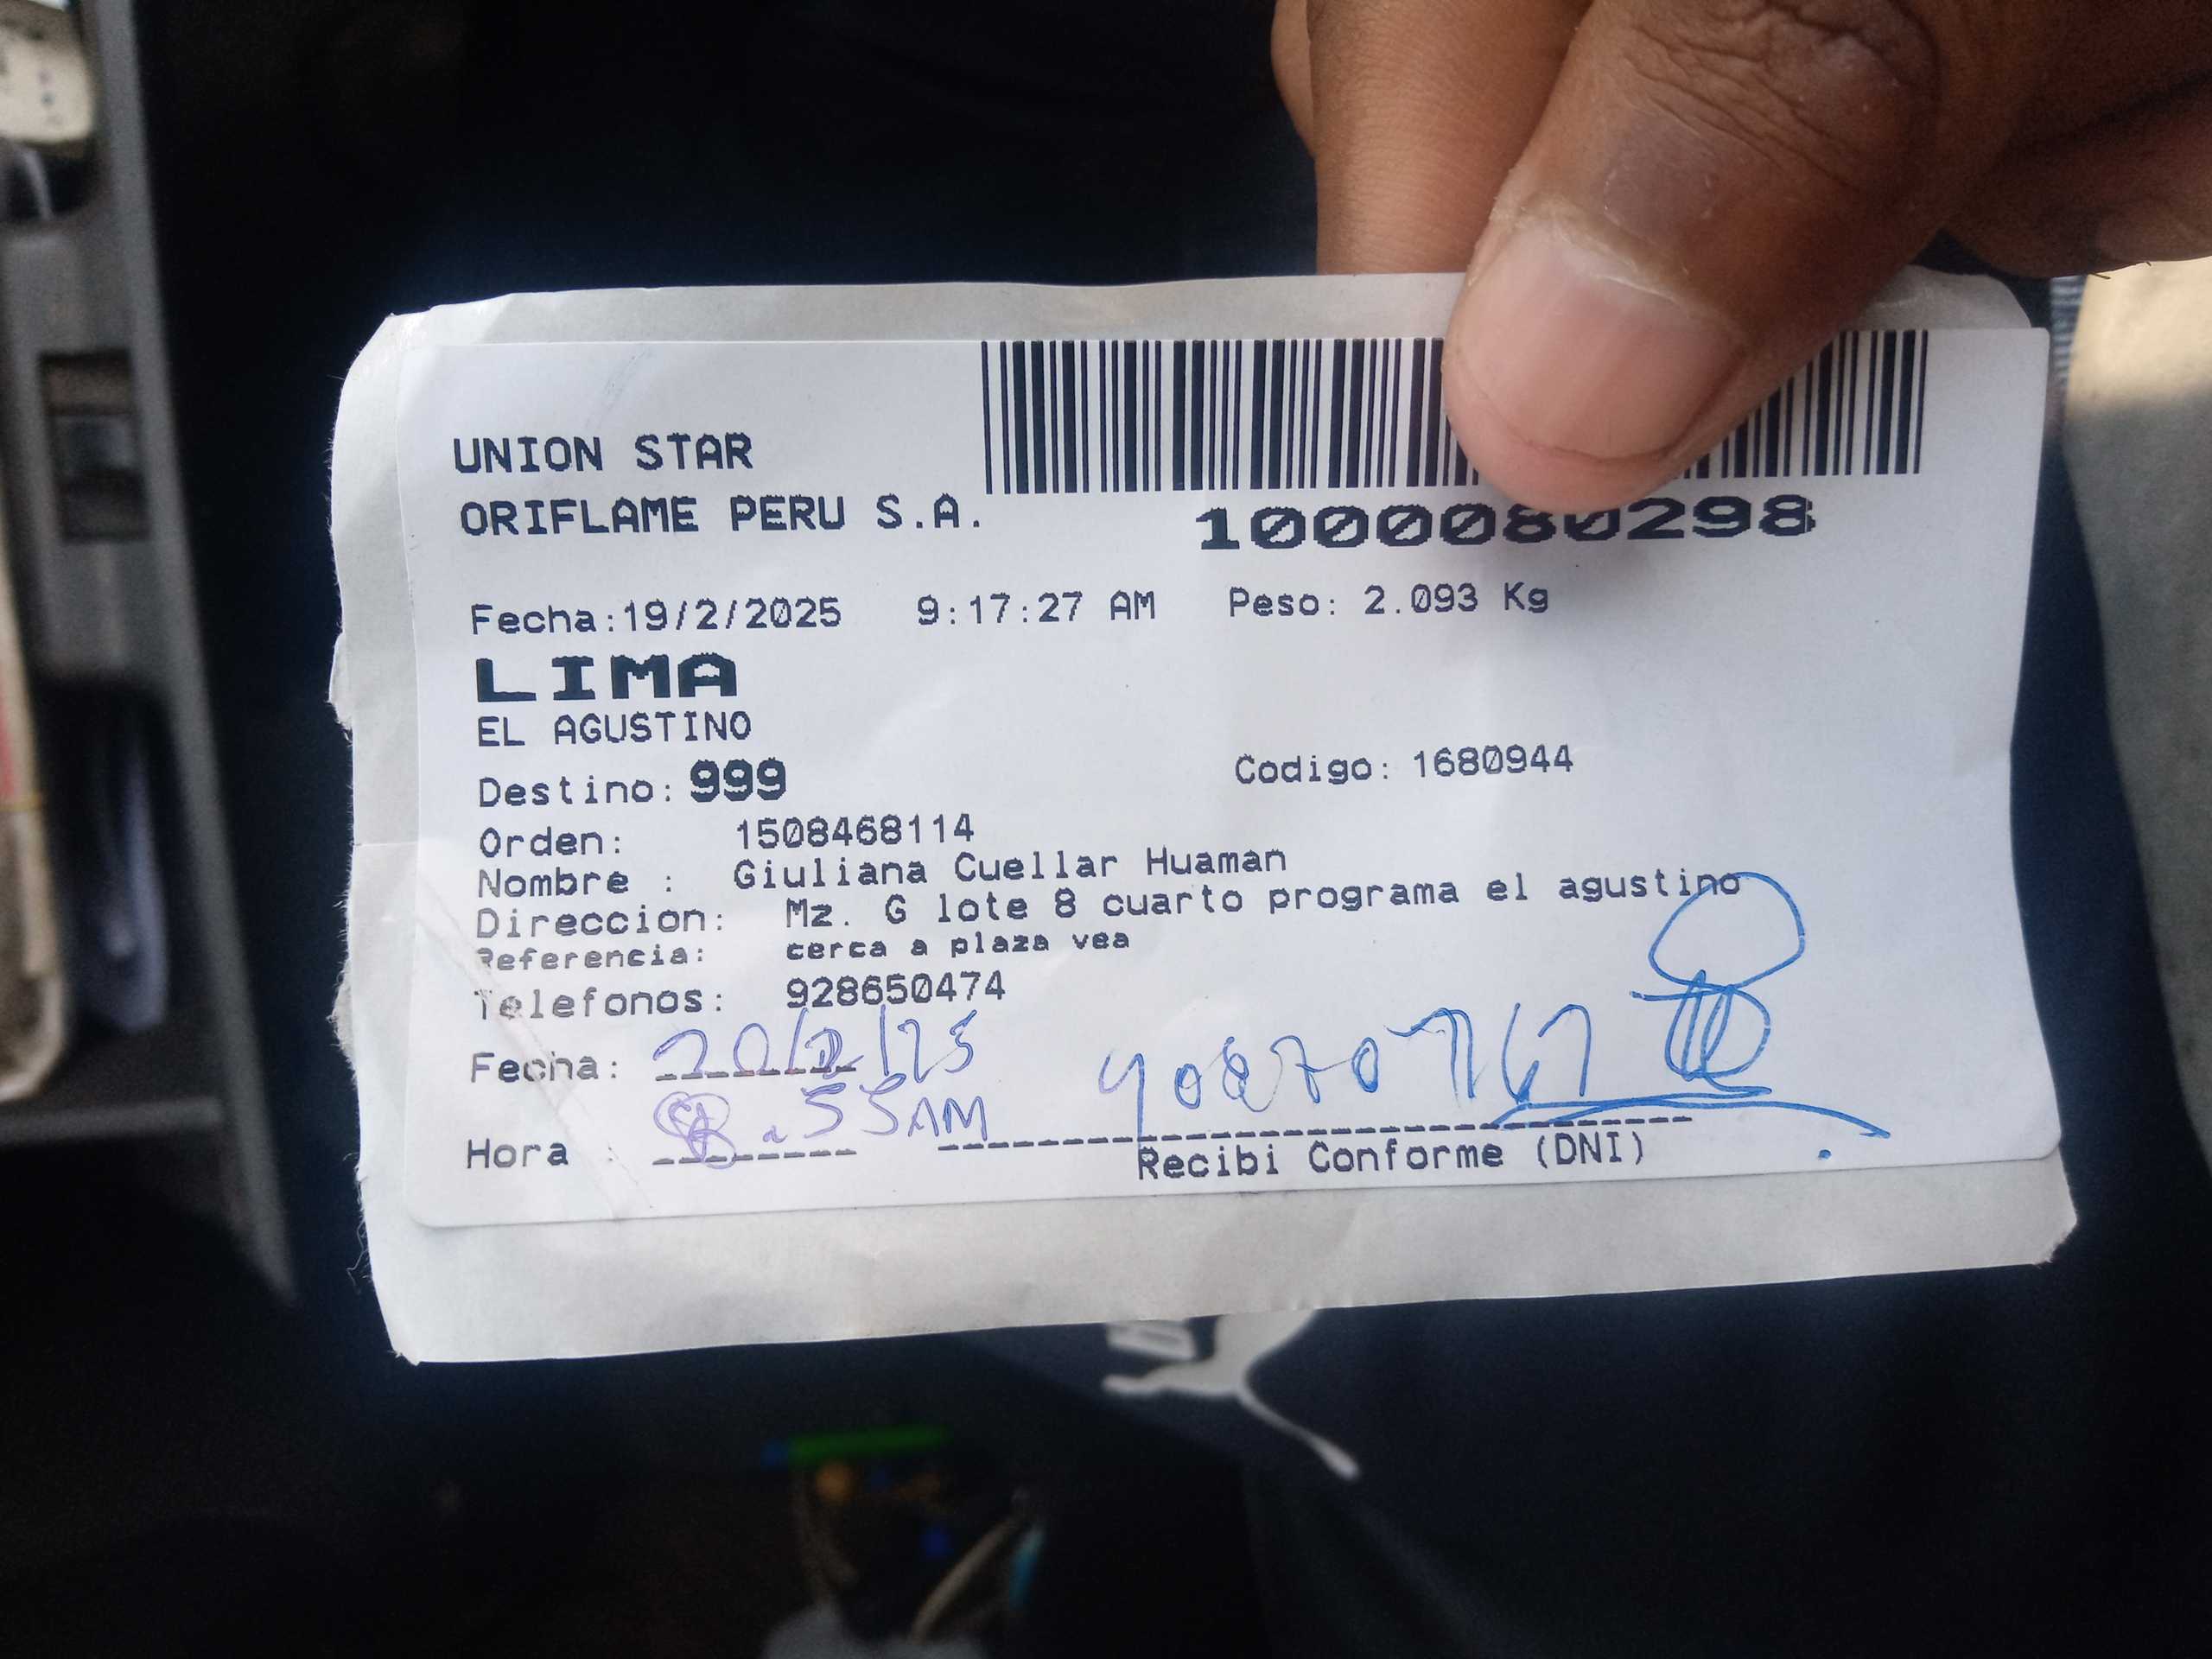 UNION STAR
ORIFLAME PERU S.A.
1000080298
Fecha:19/2/2025 9:17:27 AM Peso: 2.093 Kg
LIMA
EL AGUSTINO
Destino: 999 Codigo: 1680944
Orden: 1508468114
Nombre : Giuliana Cuellar Huaman
Direccion: Mz. G lote 8 cuarto programa el agustino
Referencia: cerca a plaza vea
Telefonos: 928650474
Fecha: 20/2/25
Hora : 55AM
Recibi Conforme (DNI)